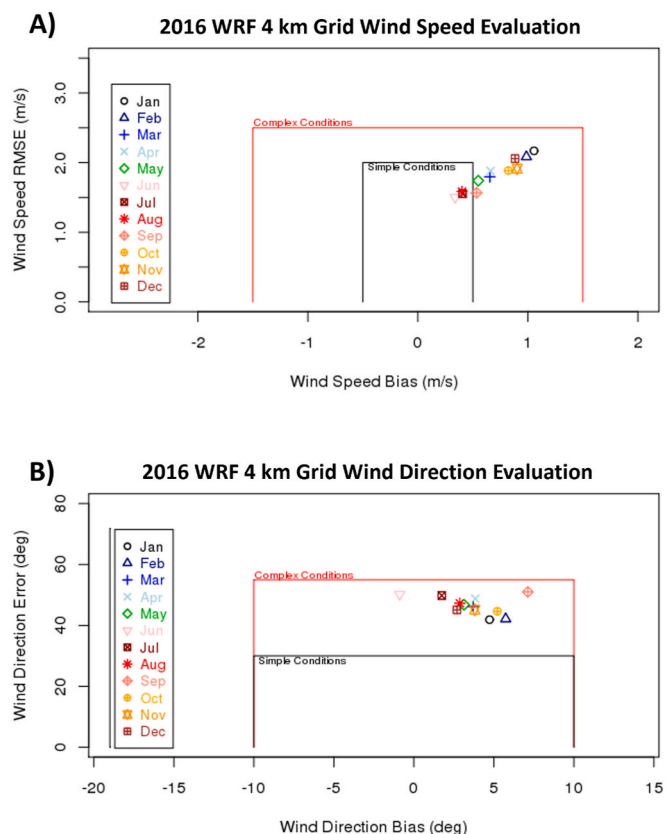 A)
2016 WRF 4 km Grid Wind Speed Evaluation
Wind Speed RMSE (m/s)
3.0
2.0
1.0
0.0
Jan
Feb
Mar
Apr
May
Jun
Jul
Aug
Sep
Oct
Nov
Dec
Complex Conditions
Simple Conditions
-2 -1 0 1 2
Wind Speed Bias (m/s)
B)
2016 WRF 4 km Grid Wind Direction Evaluation
Wind Direction Error (deg)
80
60
40
20
0
Jan
Feb
Mar
Apr
May
Jun
Jul
Aug
Sep
Oct
Nov
Dec
Complex Conditions
Simple Conditions
-20 -15 -10 -5 0 5 10 15
Wind Direction Bias (deg)